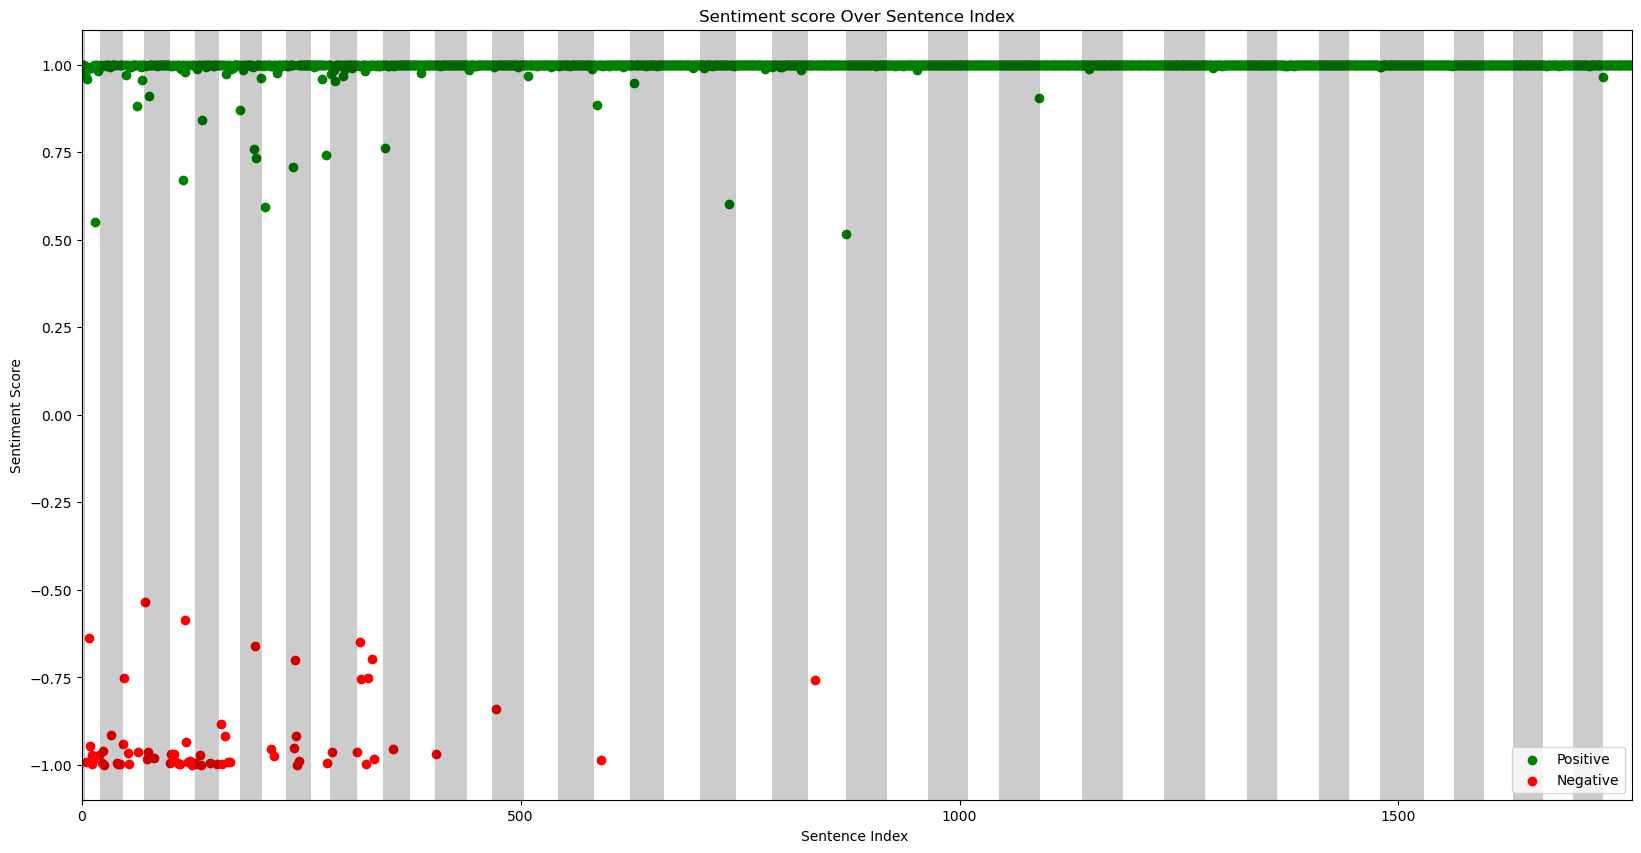 Sentiment score Over Sentence Index
1.00
0.75
0.50
0.25
0.00
−0.25
−0.50
−0.75
−1.00
Sentiment Score
Positive
Negative
0
500
1000
1500
Sentence Index